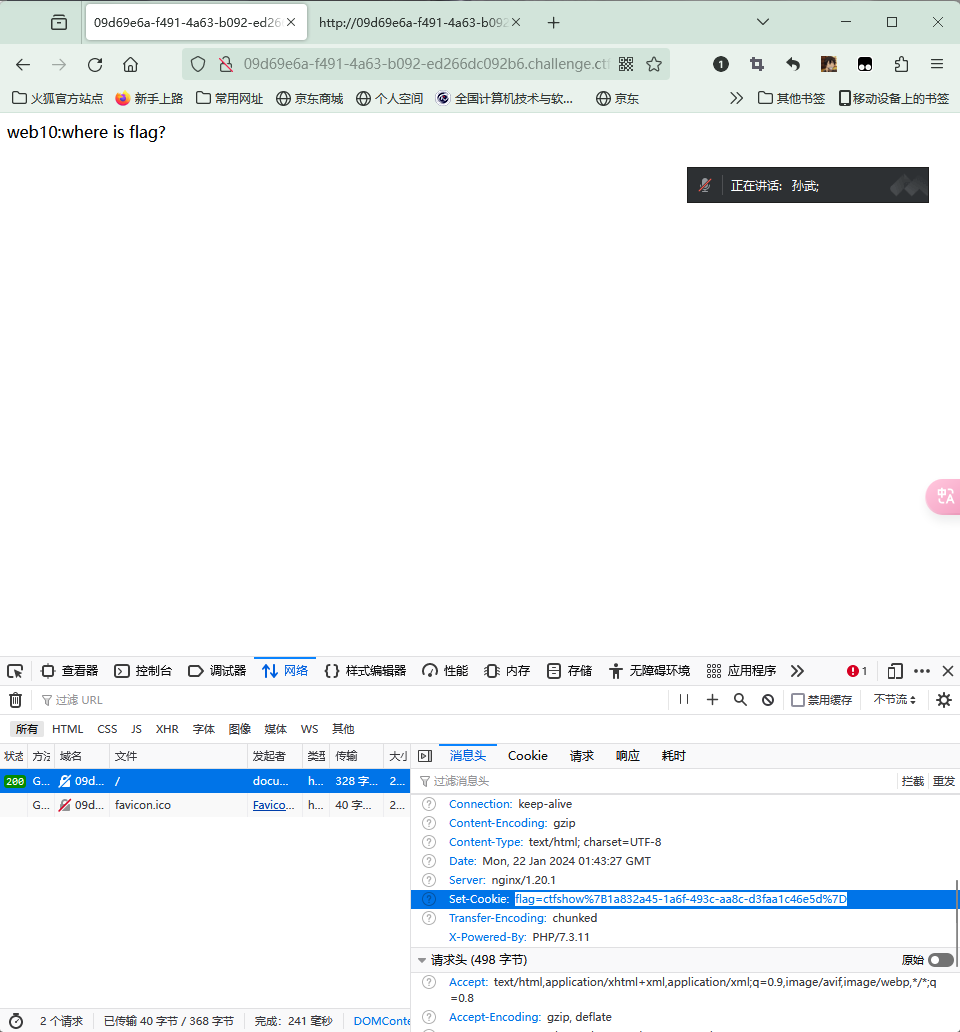 09d69e6a-f491-4a63-b092-ed26
http://09d69e6a-f491-4a63-b092
09d69e6a-f491-4a63-b092-ed266dc092b6.challenge.ctf
1
火狐官方站点 新手上路 常用网址 京东商城 个人空间 全国计算机技术与软... 京东 其他书签 移动设备上的书签
web10:where is flag?
正在讲话: 孙武;
中A
查看器 控制台 调试器 网络 样式编辑器 性能 内存 存储 无障碍环境 应用程序 1
过滤 URL 禁用缓存 不节流
所有 HTML CSS JS XHR 字体 图像 媒体 WS 其他
状态 方法 域名 文件 发起者 类型 传输 大小
200 G... 09d... / docu... h... 328 字... 2...
G... 09d... favicon.ico Favico... h... 40 字... 2...
消息头 Cookie 请求 响应 耗时
过滤消息头 拦截 重发
Connection: keep-alive
Content-Encoding: gzip
Content-Type: text/html; charset=UTF-8
Date: Mon, 22 Jan 2024 01:43:27 GMT
Server: nginx/1.20.1
Set-Cookie: flag=ctfshow%7B1a832a45-1a6f-493c-aa8c-d3faa1c46e5d%7D
Transfer-Encoding: chunked
X-Powered-By: PHP/7.3.11
请求头 (498 字节) 原始
Accept: text/html,application/xhtml+xml,application/xml;q=0.9,image/avif,image/webp,*/*;q
=0.8
Accept-Encoding: gzip, deflate
2 个请求 已传输 40 字节 / 368 字节 完成: 241 毫秒 DOMConte